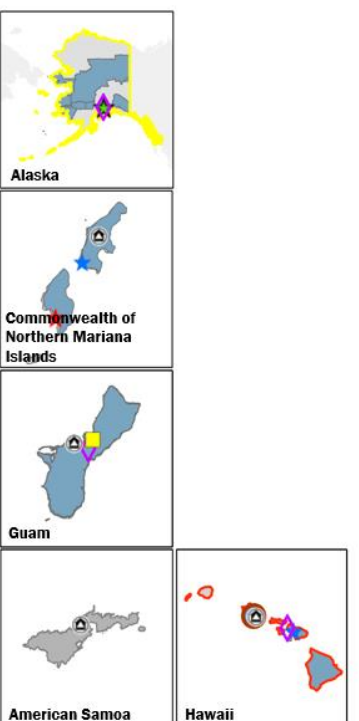 Alaska
Commonwealth of
Northern Mariana
Islands
Guam
American Samoa
Hawaii